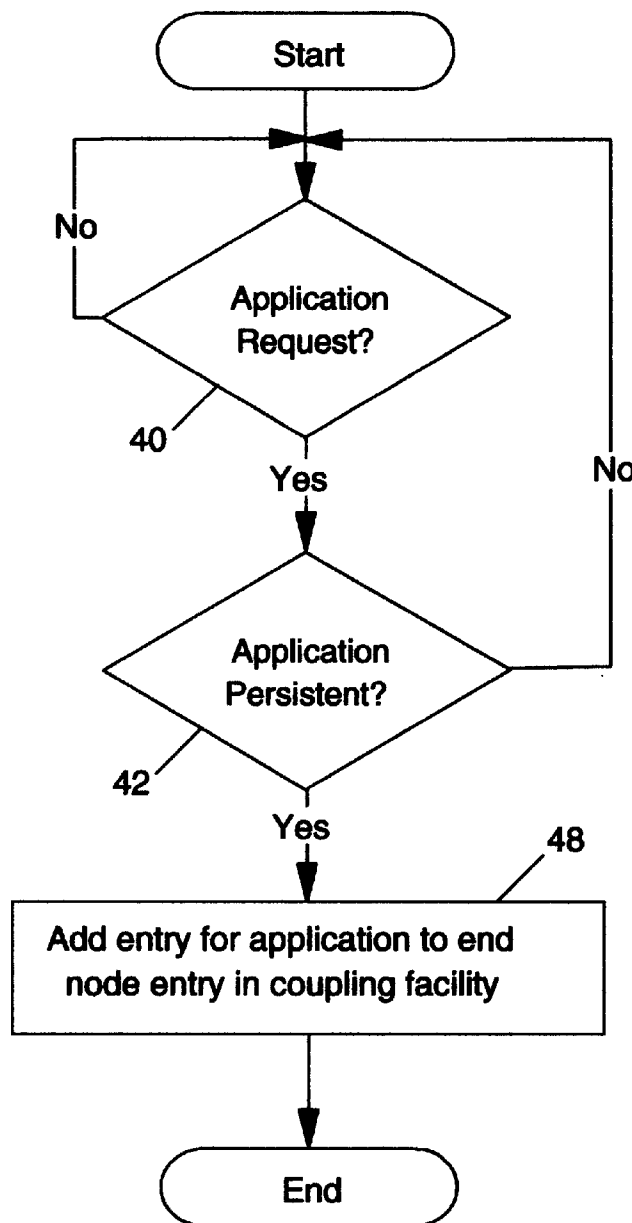 Start
No
Application
Request?
40
Yes
No
Application
Persistent?
42
Yes
48
Add entry for application to end
node entry in coupling facility
End